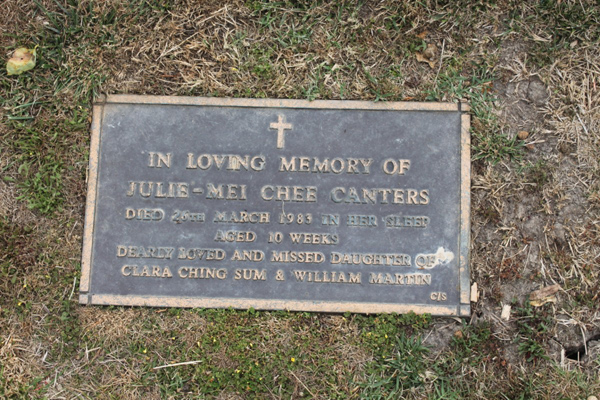 IN LOVING MEMORY OF
JULIE-MEI CHEE CANTERS
DIED 26TH MARCH 1983 IN HER SLEEP
AGED 10 WEEKS
DEARLY LOVED AND MISSED DAUGHTER OF
CLARA CHING SUM & WILLIAM MARTIN
C/S